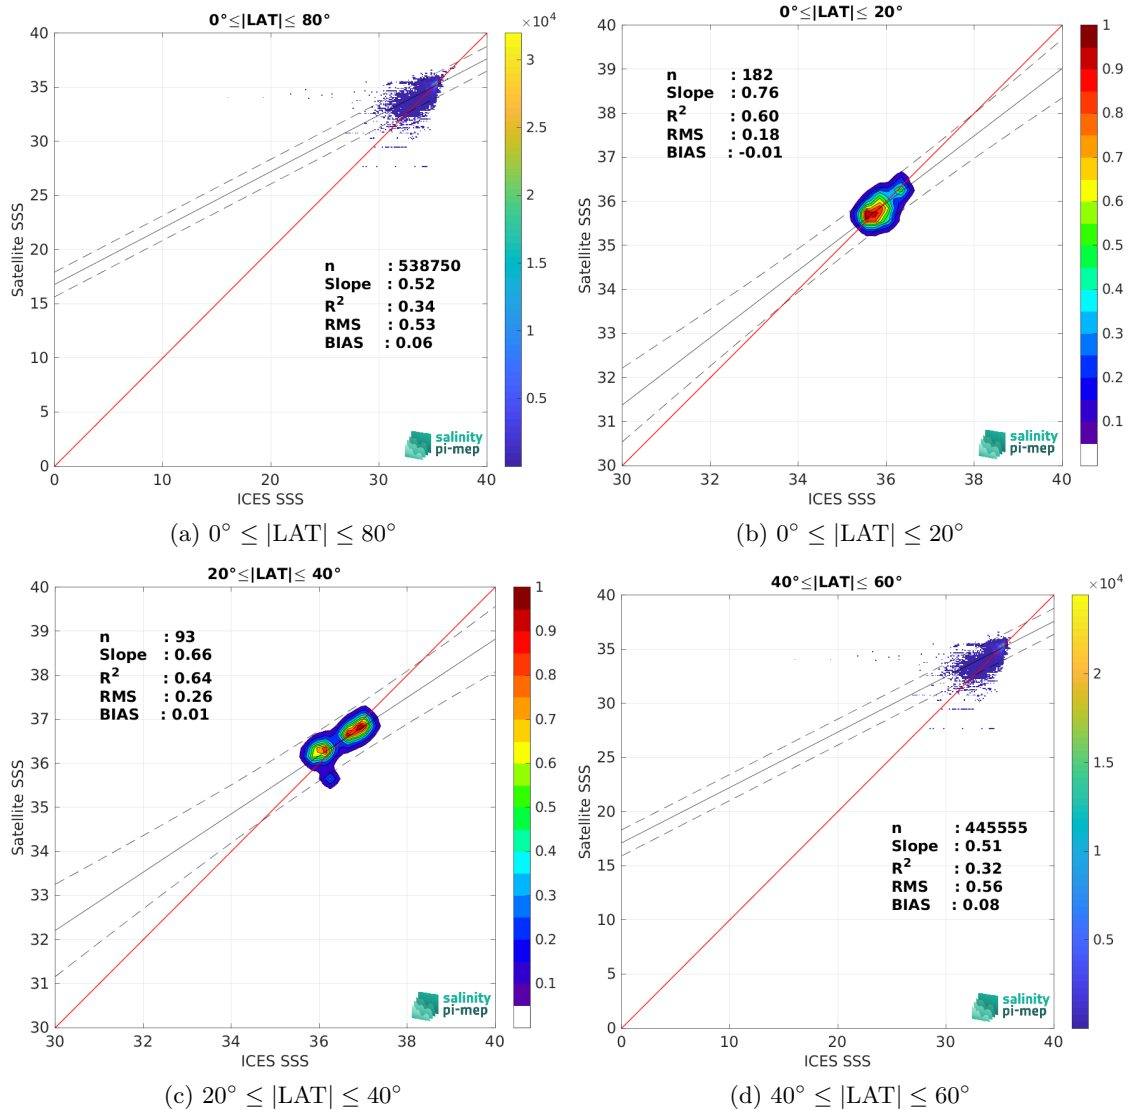 0°≤|LAT|≤ 80°
×10⁴
40
35
30
25
20
15
10
5
0
Satellite SSS
0
10
20
30
40
ICES SSS
n : 538750
Slope : 0.52
R² : 0.34
RMS : 0.53
BIAS : 0.06
3
2.5
2
1.5
1
0.5
salinity
pi-mep
(a) 0° ≤ |LAT| ≤ 80°
0°≤|LAT|≤ 20°
40
39
38
37
36
35
34
33
32
31
30
Satellite SSS
30
32
34
36
38
40
ICES SSS
n : 182
Slope : 0.76
R² : 0.60
RMS : 0.18
BIAS : -0.01
1
0.9
0.8
0.7
0.6
0.5
0.4
0.3
0.2
0.1
salinity
pi-mep
(b) 0° ≤ |LAT| ≤ 20°
20°≤|LAT|≤ 40°
40
39
38
37
36
35
34
33
32
31
30
Satellite SSS
30
32
34
36
38
40
ICES SSS
n : 93
Slope : 0.66
R² : 0.64
RMS : 0.26
BIAS : 0.01
1
0.9
0.8
0.7
0.6
0.5
0.4
0.3
0.2
0.1
salinity
pi-mep
(c) 20° ≤ |LAT| ≤ 40°
40°≤|LAT|≤ 60°
×10⁴
40
35
30
25
20
15
10
5
0
Satellite SSS
0
10
20
30
40
ICES SSS
n : 445555
Slope : 0.51
R² : 0.32
RMS : 0.56
BIAS : 0.08
2
1.5
1
0.5
salinity
pi-mep
(d) 40° ≤ |LAT| ≤ 60°